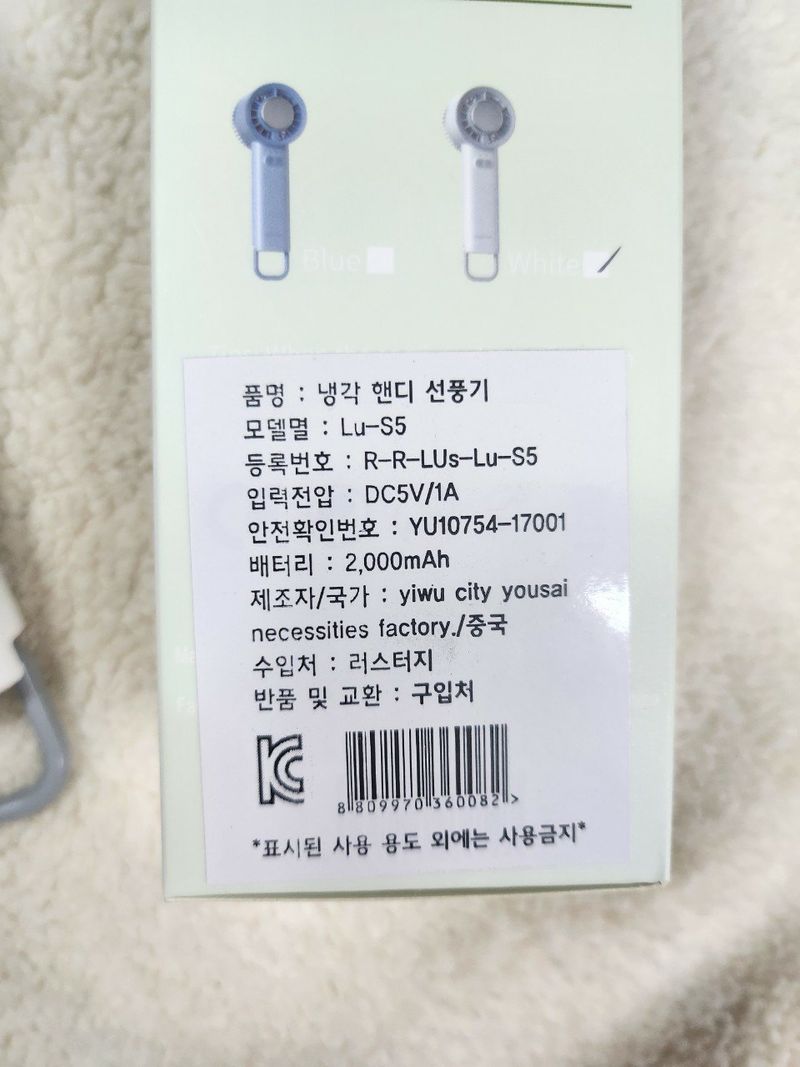 Blue
White
품명 : 냉각 핸디 선풍기
모델멸 : Lu-S5
등록번호 : R-R-LUs-Lu-S5
입력전압 : DC5V/1A
안전확인번호 : YU10754-17001
배터리 : 2,000mAh
제조자/국가 : yiwu city yousai
necessities factory./중국
수입처 : 러스터지
반품 및 교환 : 구입처
8 809970 360082 >
*표시된 사용 용도 외에는 사용금지*